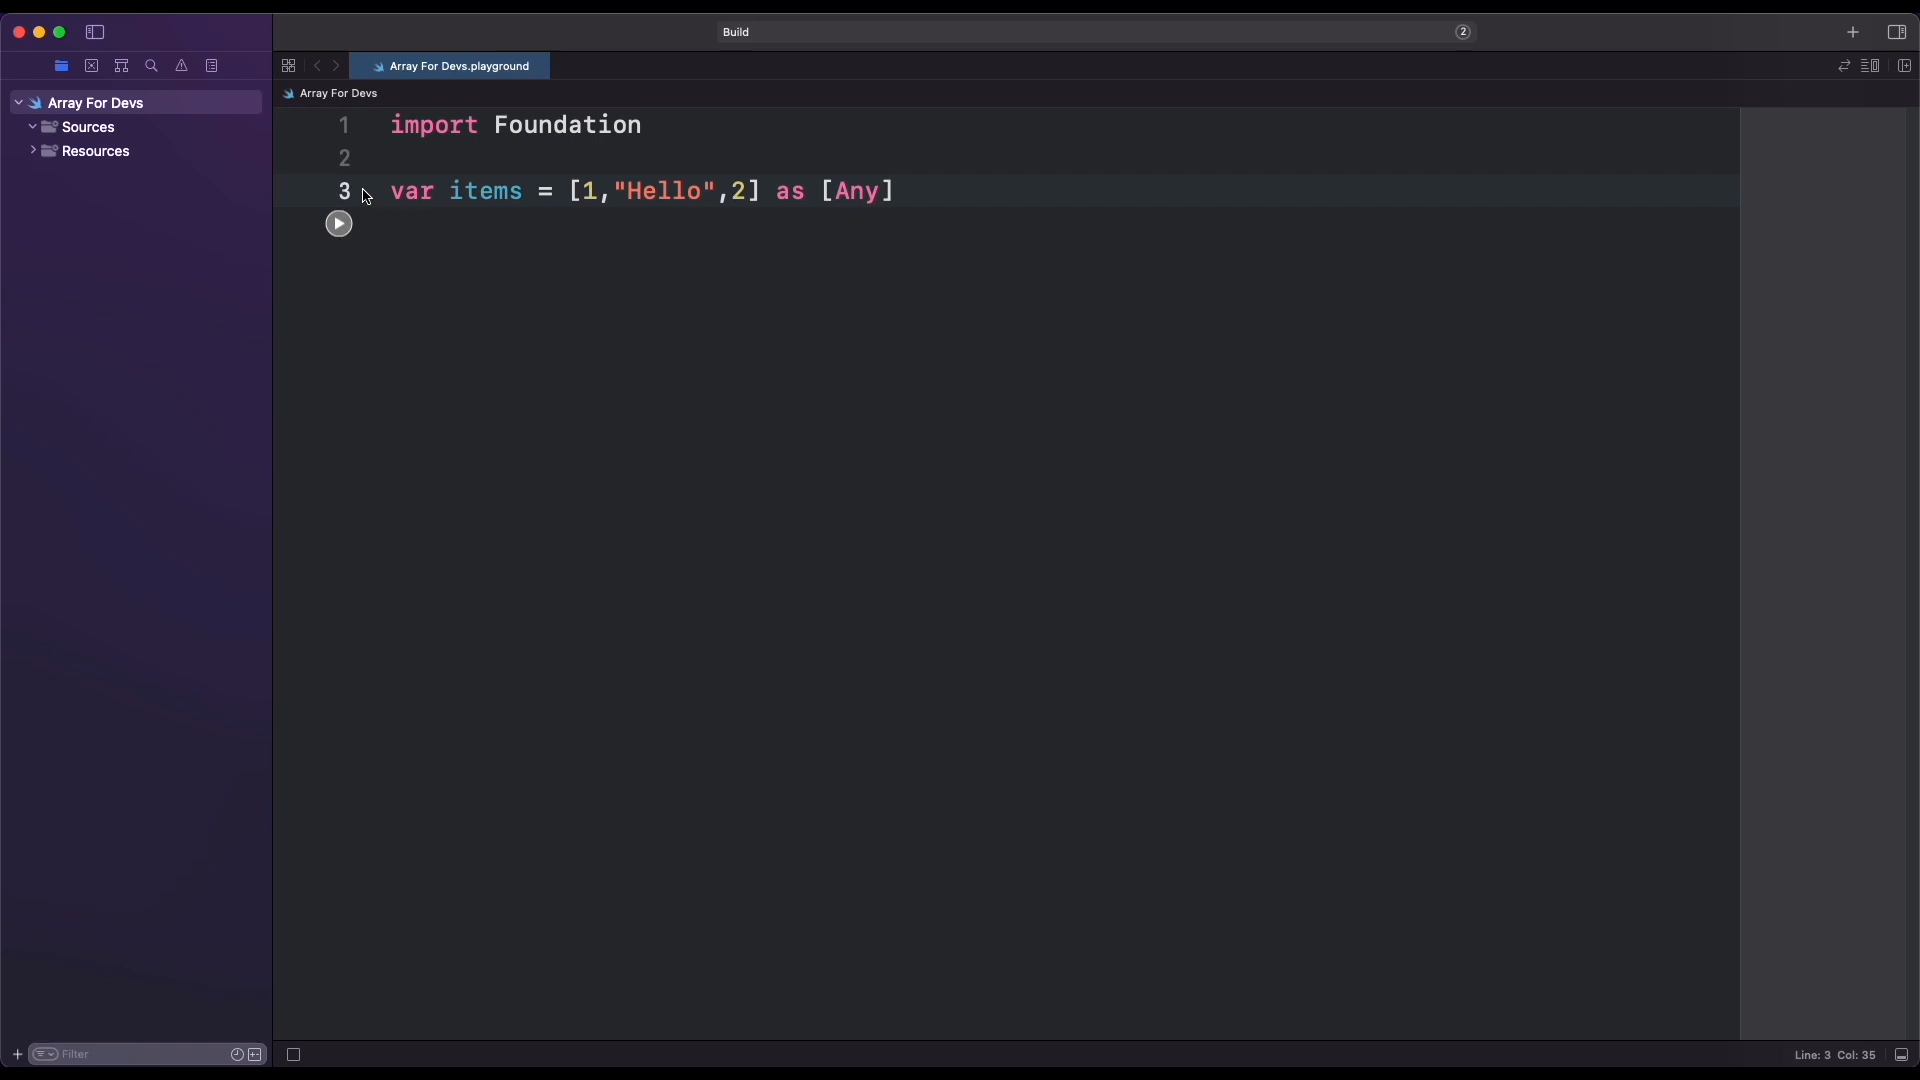 Build
2
Array For Devs.playground
Array For Devs
Array For Devs
Sources
Resources
1 import Foundation
2
3 var items = [1,"Hello",2] as [Any]
Filter
Line: 3 Col: 35